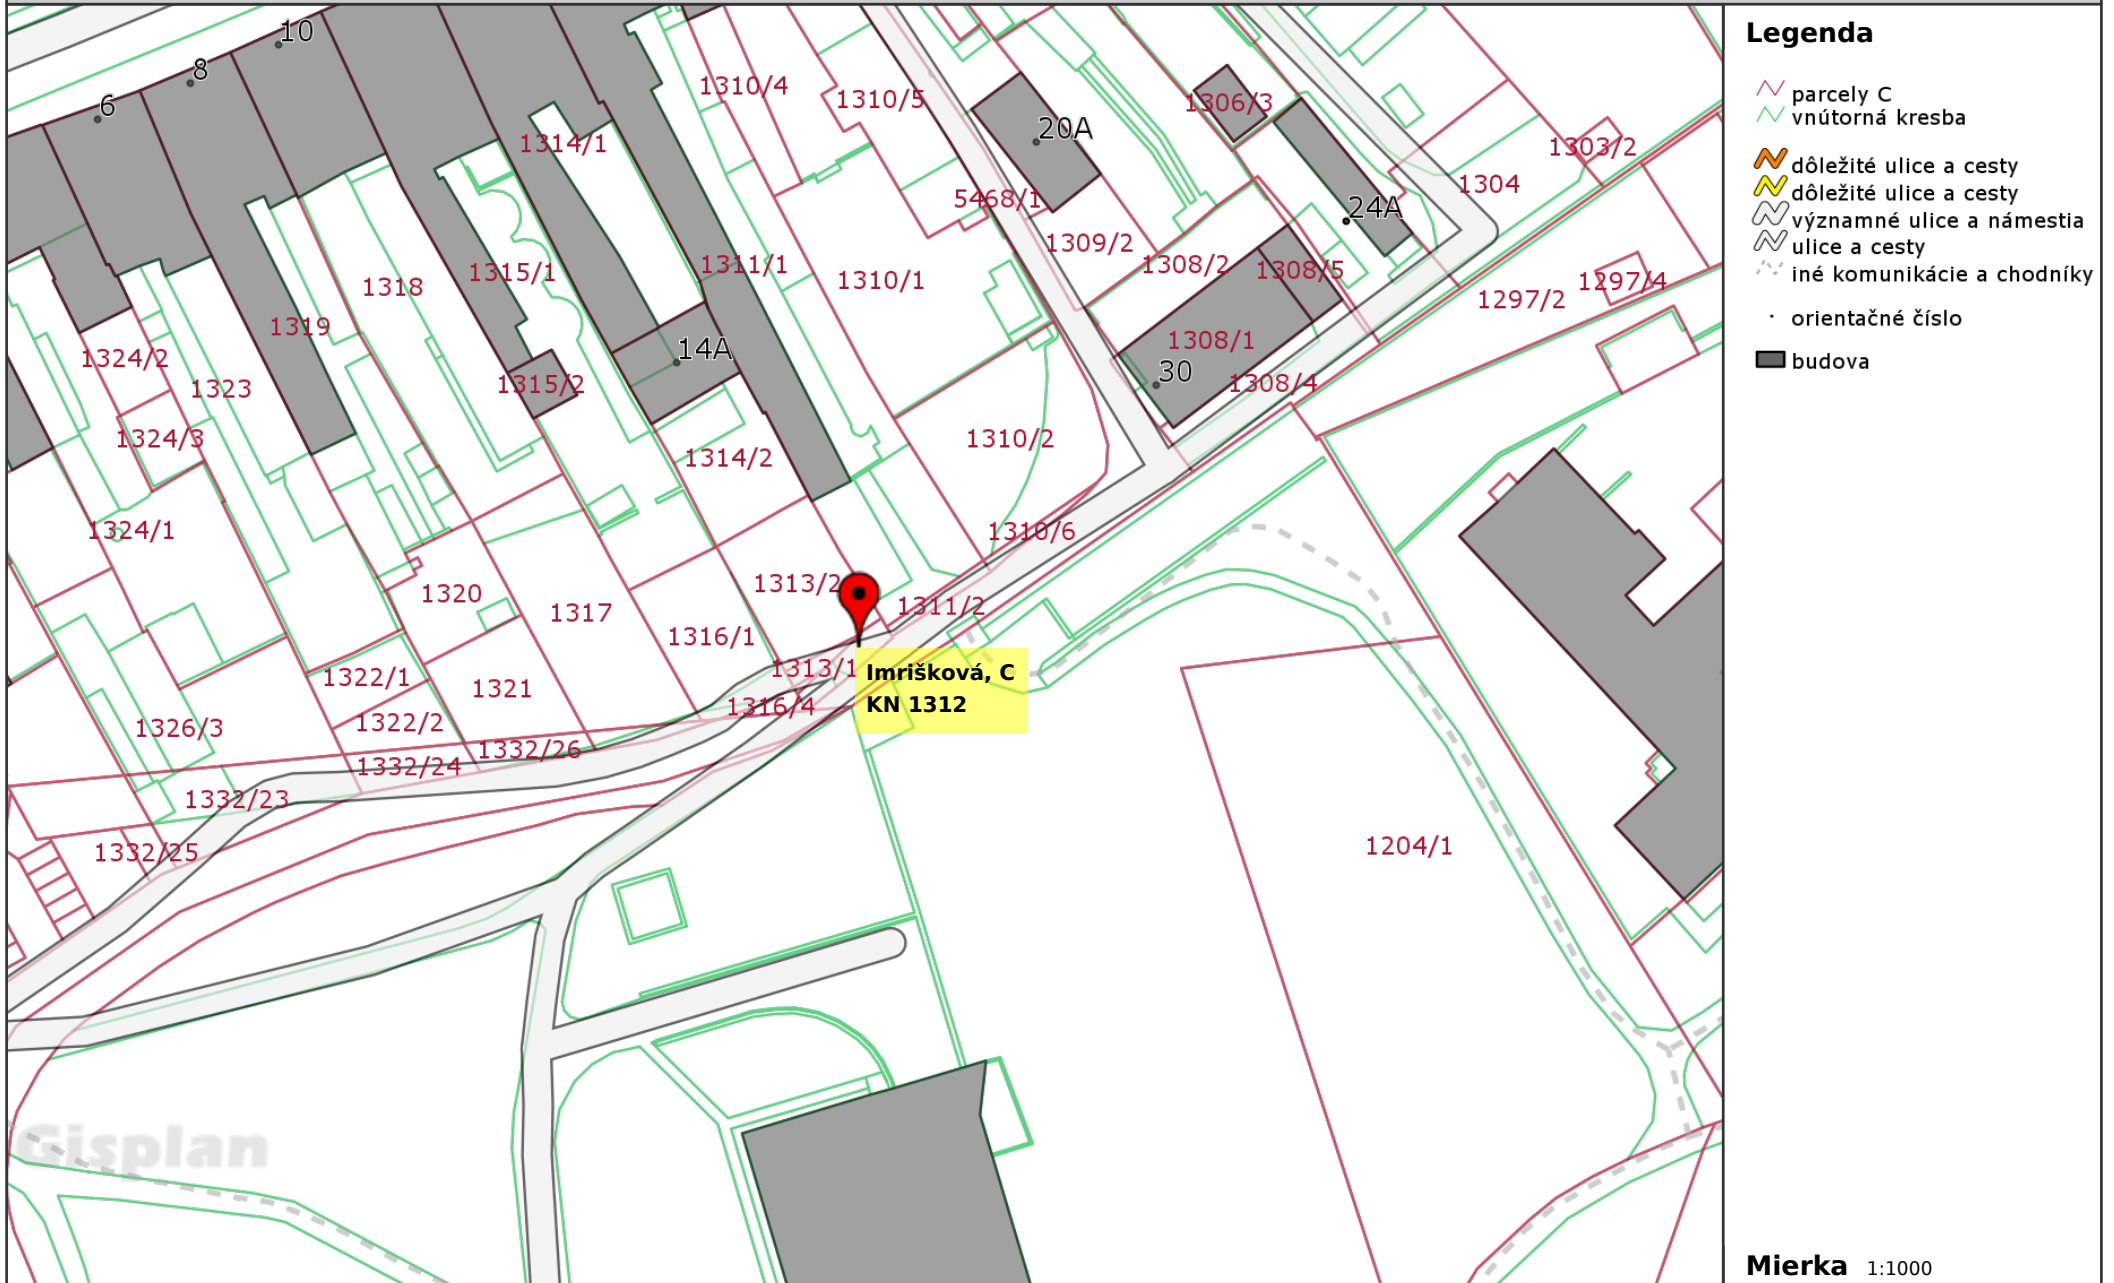 10
8
6
1310/4
1310/5
20A
1306/3
1314/1
1303/2
1304
5468/1
24A
1309/2
1315/1
1311/1
1308/2
1308/5
1318
1310/1
1297/4
1297/2
1319
1308/1
14A
1324/2
30
1315/2
1308/4
1323
1324/3
1310/2
1314/2
1324/1
1310/6
1313/2
1320
1311/2
1317
1316/1
1313/1
Imrišková, C
KN 1312
1322/1
1321
1316/4
1322/2
1326/3
1332/26
1332/24
1332/23
1332/25
1204/1
Gisplan
Legenda
parcely C
vnútorná kresba
dôležité ulice a cesty
dôležité ulice a cesty
významné ulice a námestia
ulice a cesty
iné komunikácie a chodníky
orientačné číslo
budova
Mierka 1:1000